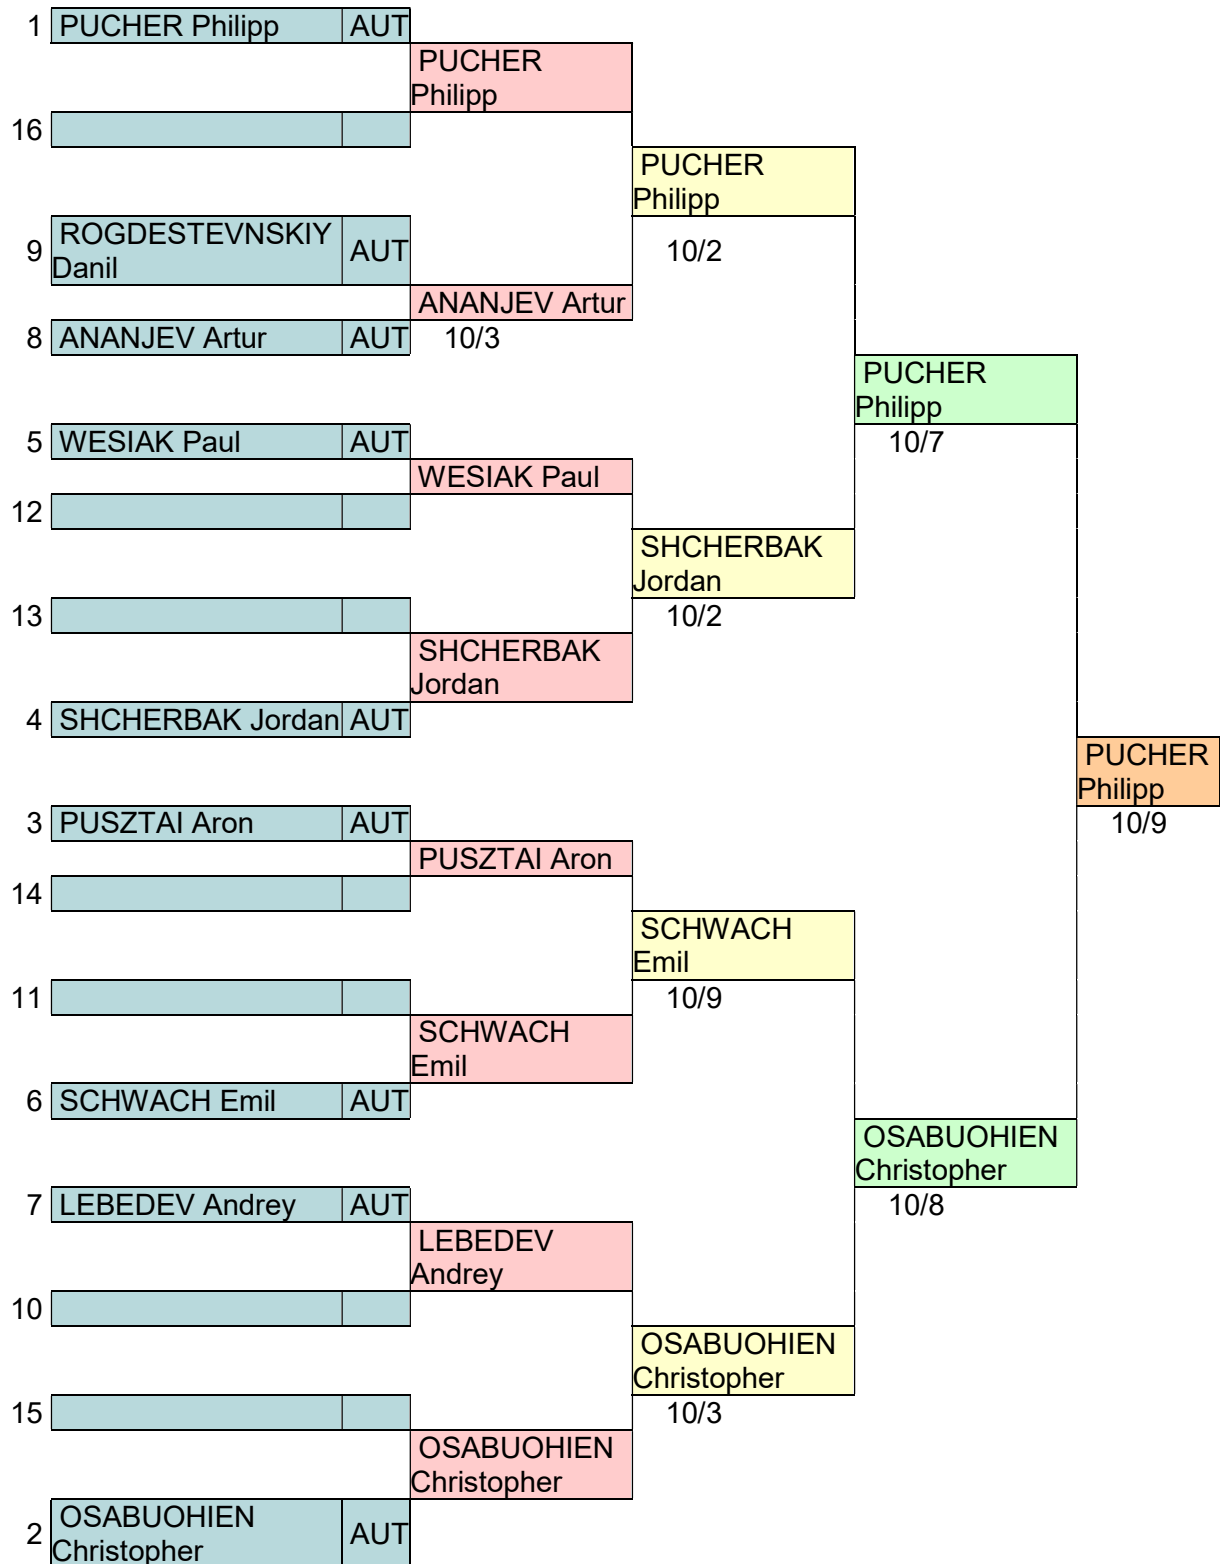 1 PUCHER Philipp AUT
PUCHER
Philipp
16
PUCHER
Philipp
9 ROGDESTEVNSKIY
Danil AUT
10/2
ANANJEV Artur
8 ANANJEV Artur AUT 10/3
PUCHER
Philipp
5 WESIAK Paul AUT 10/7
WESIAK Paul
12
SHCHERBAK
Jordan
13 10/2
SHCHERBAK
Jordan
4 SHCHERBAK Jordan AUT
PUCHER
Philipp
3 PUSZTAI Aron AUT 10/9
PUSZTAI Aron
14
SCHWACH
Emil
11 10/9
SCHWACH
Emil
6 SCHWACH Emil AUT
OSABUOHIEN
Christopher
7 LEBEDEV Andrey AUT 10/8
LEBEDEV
Andrey
10
OSABUOHIEN
Christopher
15 10/3
OSABUOHIEN
Christopher
2 OSABUOHIEN
Christopher AUT